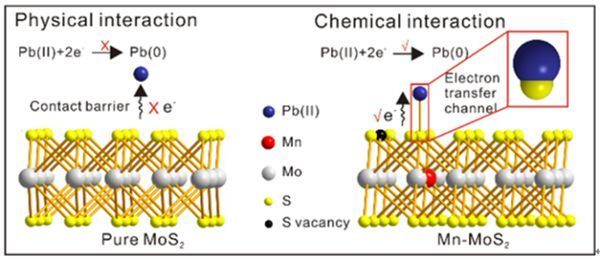 Physical interaction
Pb(II)+2e⁻ X Pb(0)
Contact barrier
X e⁻
Pure MoS₂
Pb(II)
Mn
Mo
S
S vacancy
Chemical interaction
Pb(II)+2e⁻ √ Pb(0)
√e⁻
Electron
transfer
channel
Mn-MoS₂